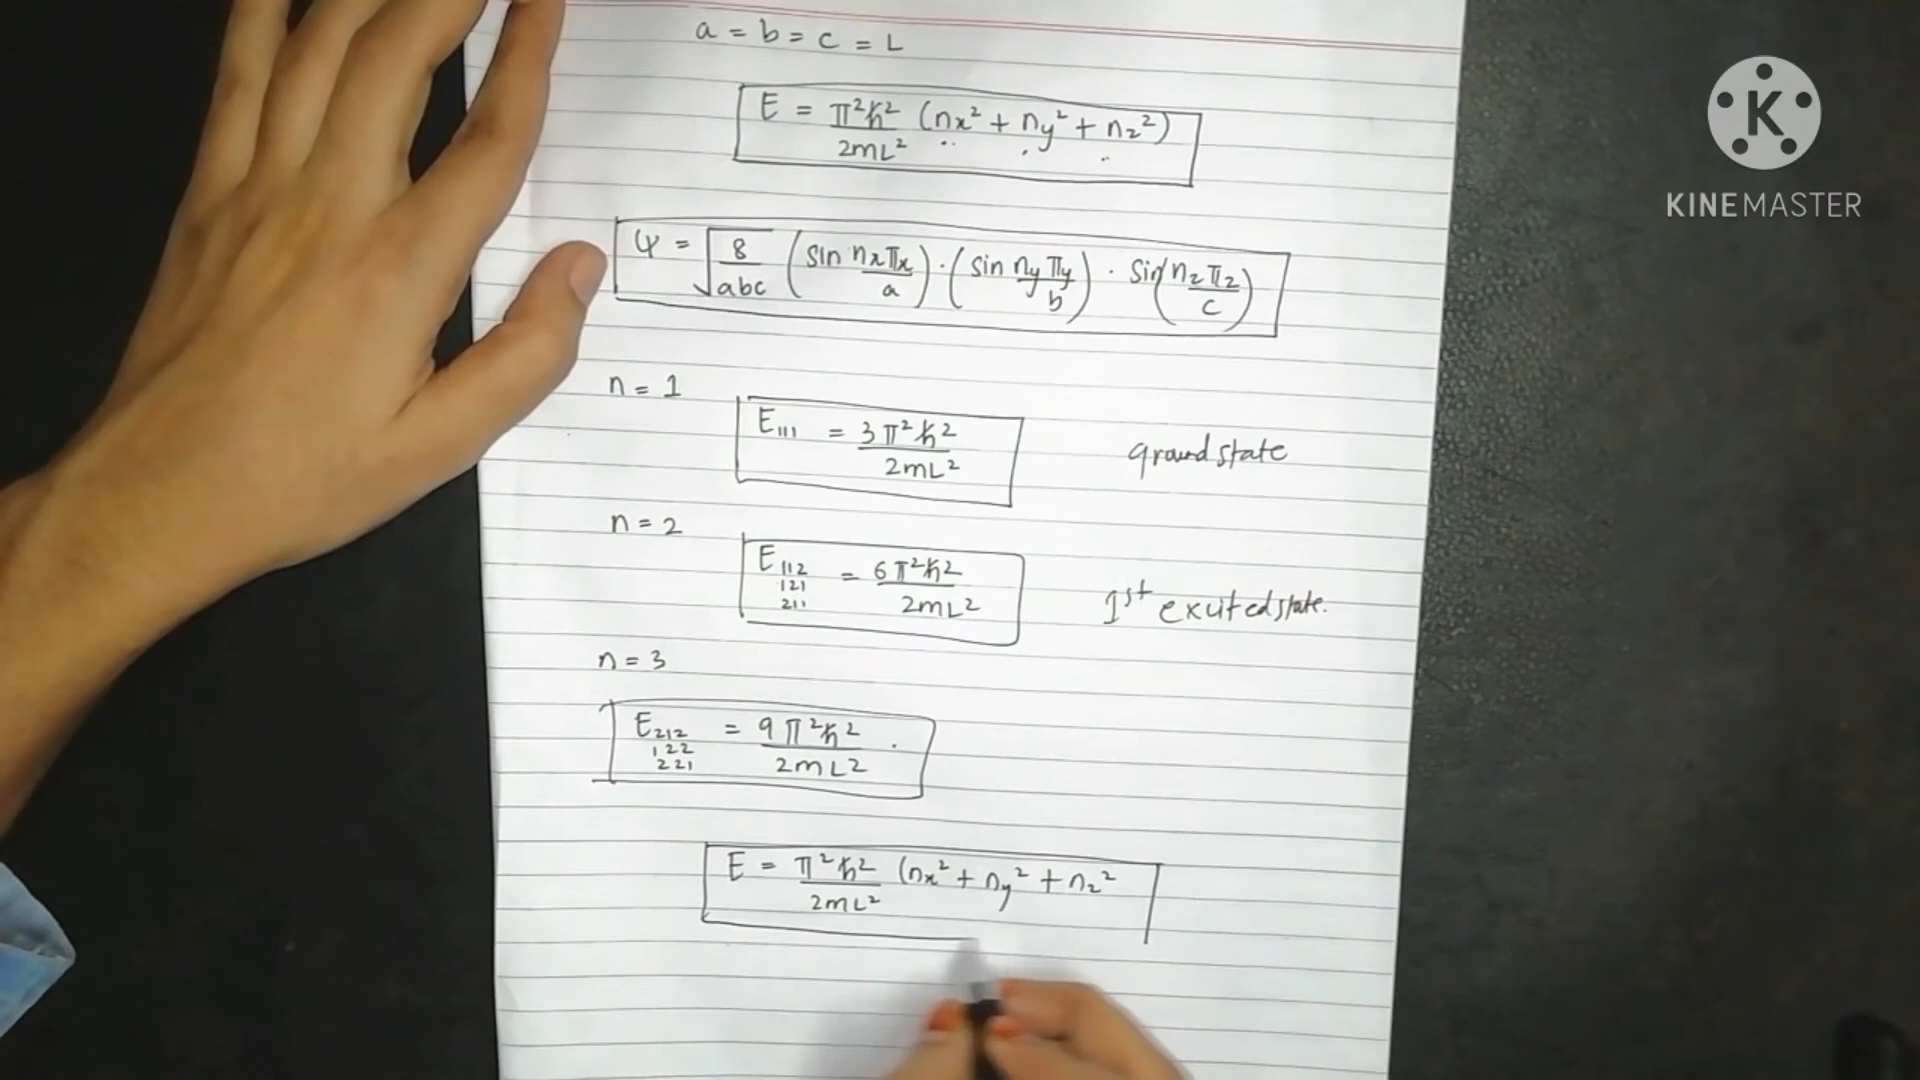 a = b = c = L
E = π²ħ² (nx² + ny² + nz²)
2mL²
ψ = √8 (sin nxπx) · (sin nyπy) · sin(nzπz)
abc a b c
n = 1
E111 = 3π²ħ² ground state
2mL²
n = 2
E112 = 6π²ħ² 1st excited state.
121 2mL²
211
n = 3
E212 = 9π²ħ²
122 2mL²
221
E = π²ħ² (nx² + ny² + nz²
2mL²
K
KINEMASTER